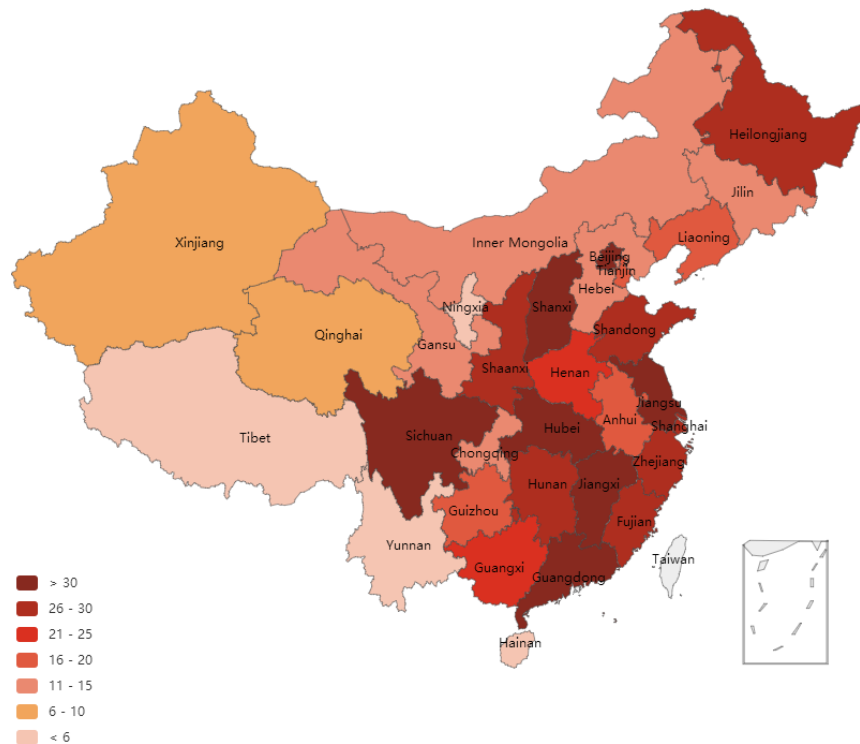 Heilongjiang
Jilin
Xinjiang
Inner Mongolia
Liaoning
Beijing
Tianjin
Hebei
Ningxia
Shanxi
Qinghai
Gansu
Shandong
Shaanxi
Henan
Jiangsu
Tibet
Sichuan
Hubei
Anhui
Shanghai
Chongqing
Zhejiang
Hunan
Jiangxi
Guizhou
Fujian
Yunnan
Guangxi
Guangdong
Taiwan
Hainan
> 30
26 - 30
21 - 25
16 - 20
11 - 15
6 - 10
< 6